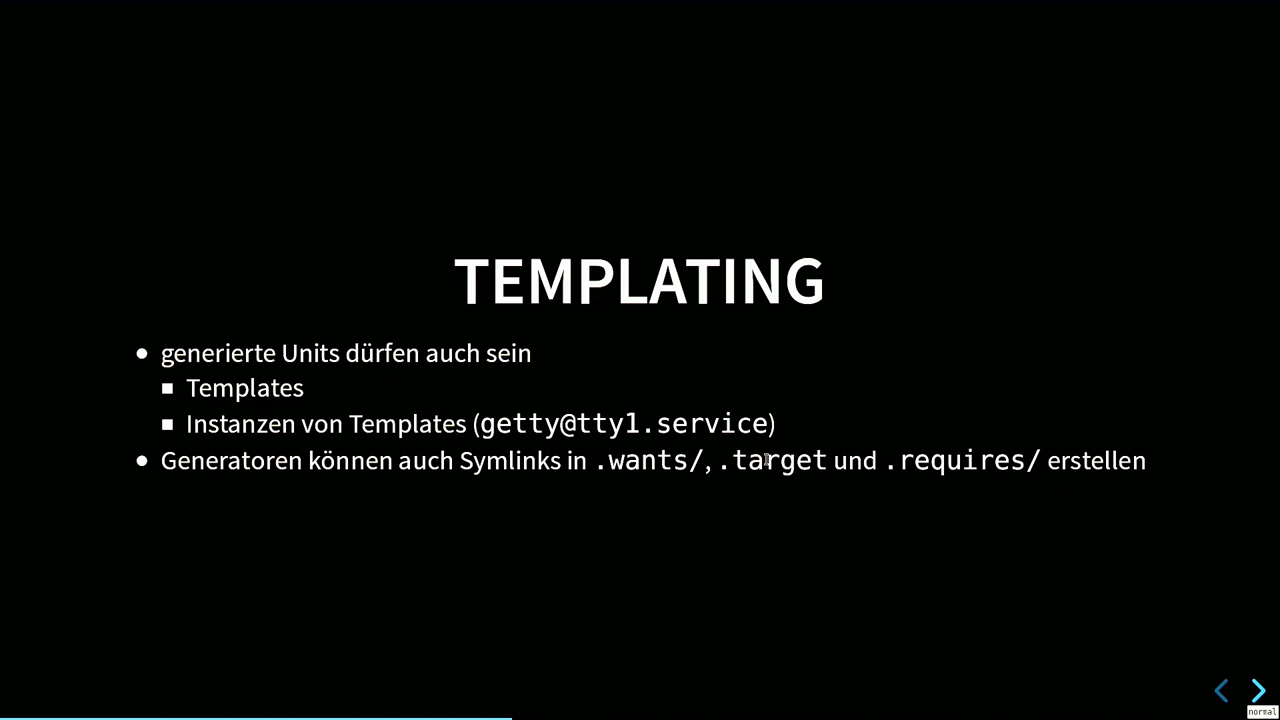 TEMPLATING
generierte Units dürfen auch sein
Templates
Instanzen von Templates (getty@tty1.service)
Generatoren können auch Symlinks in .wants/, .target und .requires/ erstellen
normal